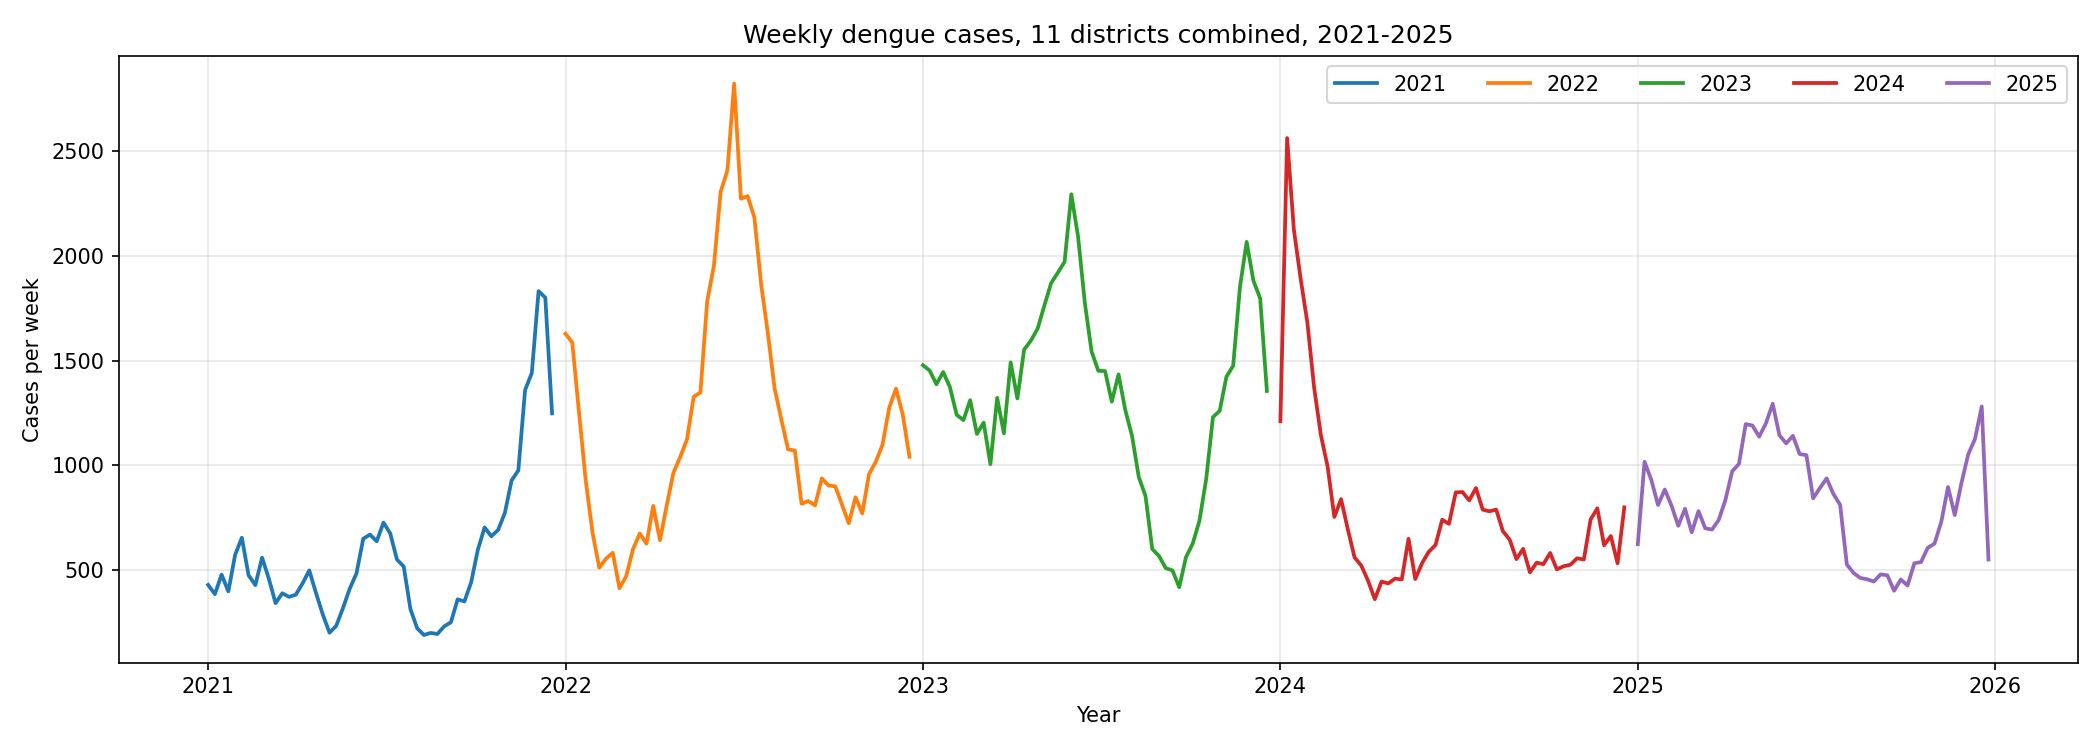 Weekly dengue cases, 11 districts combined, 2021-2025
2021 2022 2023 2024 2025
Cases per week
2500
2000
1500
1000
500
2021 2022 2023 2024 2025 2026
Year